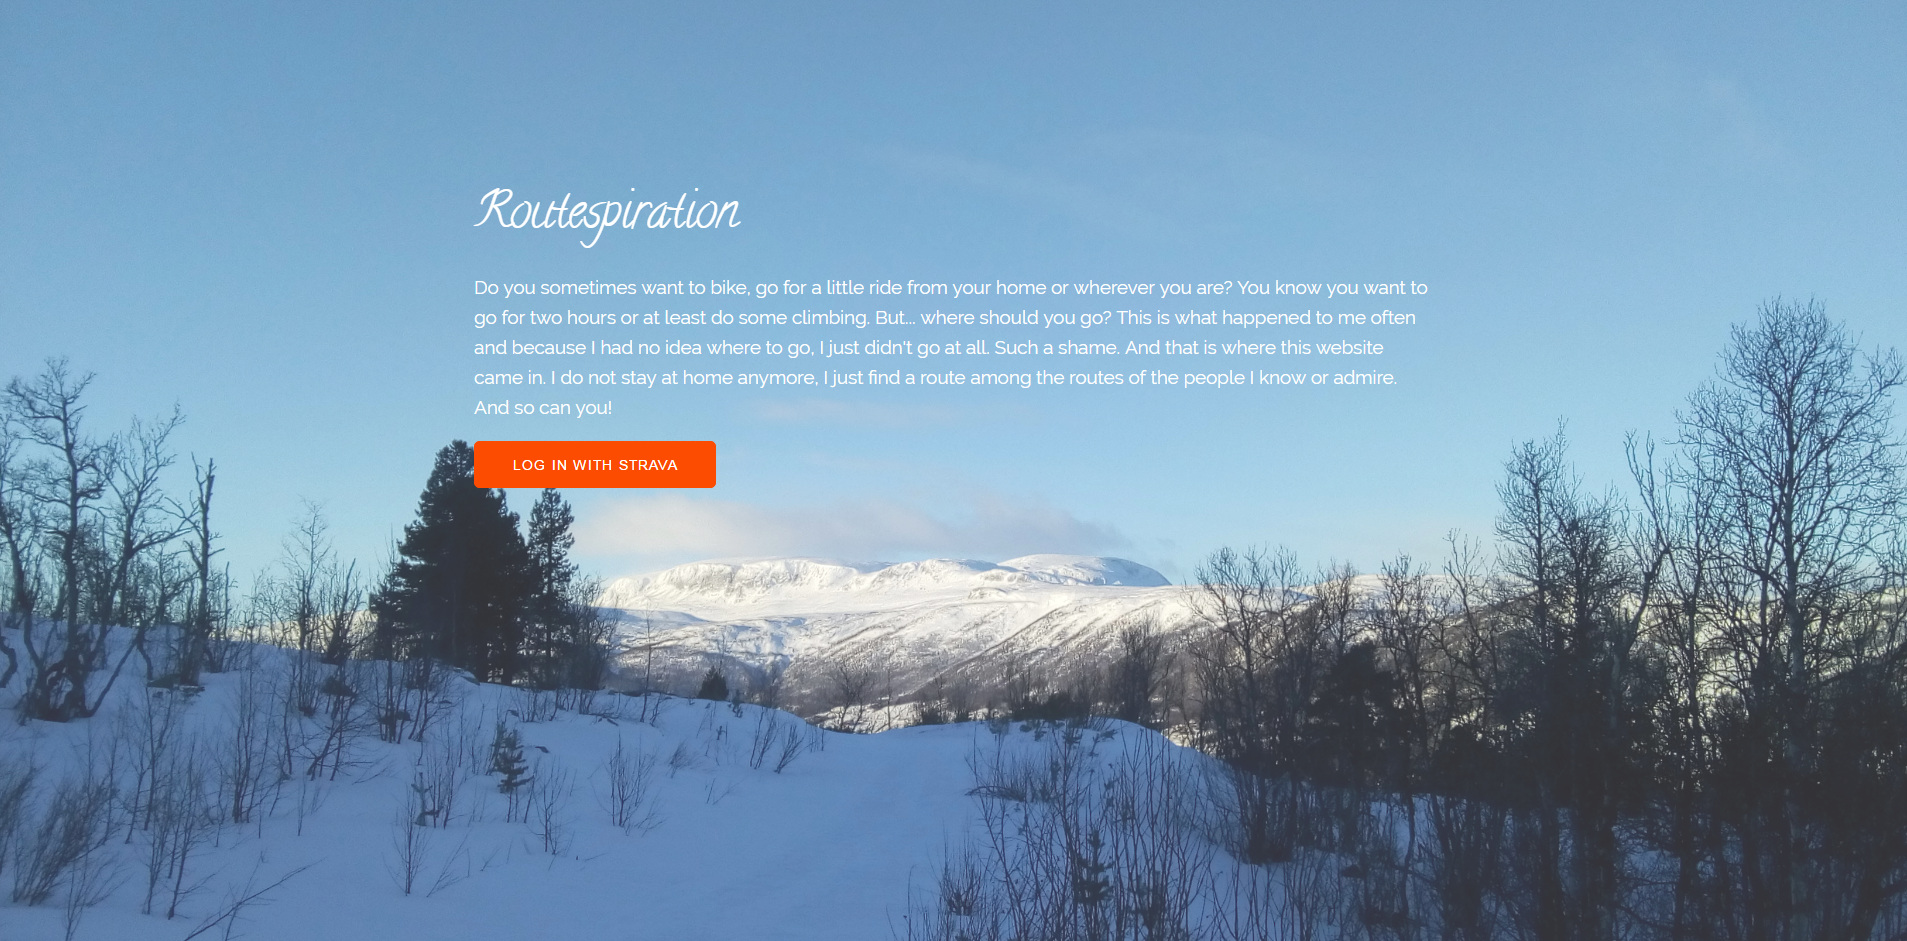 Routespiration
Do you sometimes want to bike, go for a little ride from your home or wherever you are? You know you want to
go for two hours or at least do some climbing. But... where should you go? This is what happened to me often
and because I had no idea where to go, I just didn't go at all. Such a shame. And that is where this website
came in. I do not stay at home anymore, I just find a route among the routes of the people I know or admire.
And so can you!
LOG IN WITH STRAVA